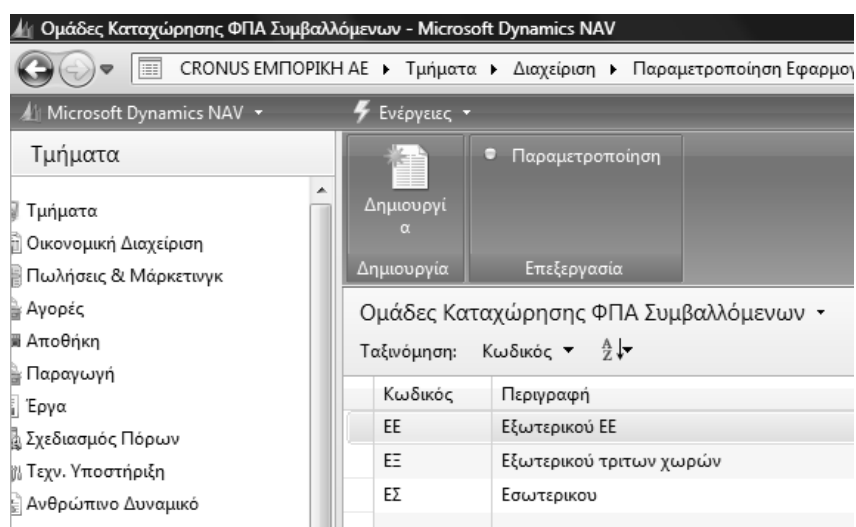 Ομάδες Καταχώρησης ΦΠΑ Συμβαλλόμενων - Microsoft Dynamics NAV
CRONUS ΕΜΠΟΡΙΚΗ ΑΕ Τμήματα Διαχείριση Παραμετροποίηση Εφαρμογ
Microsoft Dynamics NAV Ενέργειες
Τμήματα
Τμήματα
Οικονομική Διαχείριση
Πωλήσεις & Μάρκετινγκ
Αγορές
Αποθήκη
Παραγωγή
Έργα
Σχεδιασμός Πόρων
Τεχν. Υποστήριξη
Ανθρώπινο Δυναμικό
Δημιουργί
α
Δημιουργία
Παραμετροποίηση
Επεξεργασία
Ομάδες Καταχώρησης ΦΠΑ Συμβαλλόμενων
Ταξινόμηση: Κωδικός AZ
Κωδικός Περιγραφή
ΕΕ Εξωτερικού ΕΕ
ΕΞ Εξωτερικού τριτων χωρών
ΕΣ Εσωτερικου